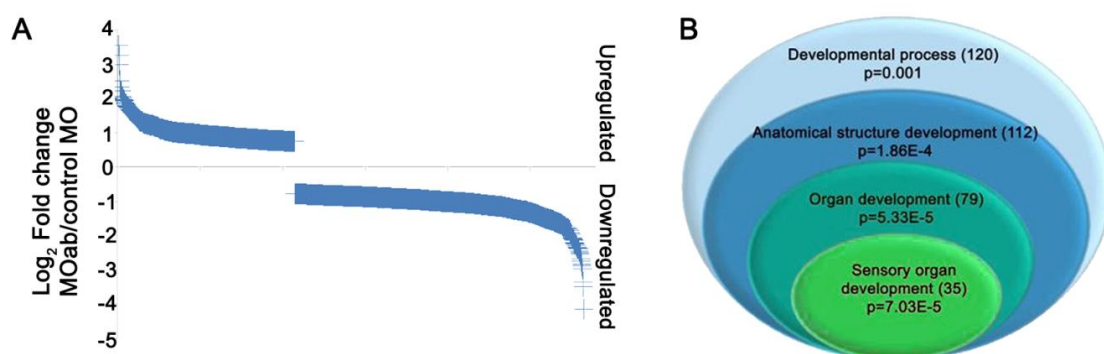 A
Log2 Fold change
MOab/control MO
4
3
2
1
0
-1
-2
-3
-4
-5
Upregulated
Downregulated
B
Developmental process (120)
p=0.001
Anatomical structure development (112)
p=1.86E-4
Organ development (79)
p=5.33E-5
Sensory organ
development (35)
p=7.03E-5